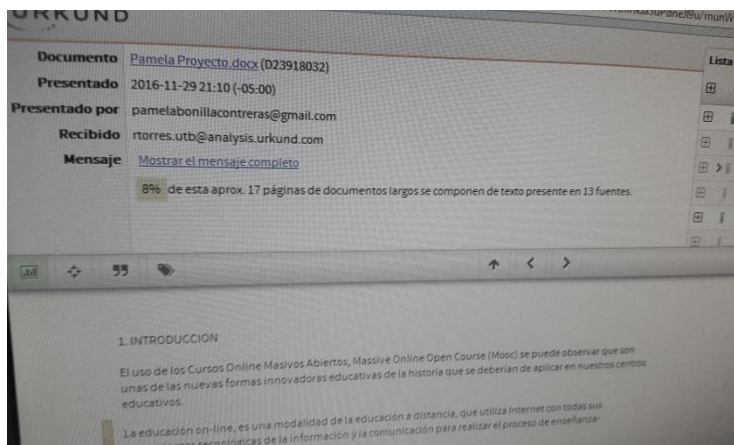 URKUND
Lista
Documento Pamela Proyecto.docx (D23918032)
Presentado 2016-11-29 21:10 (-05:00)
Presentado por pamelabonillacontreras@gmail.com
Recibido rtorres.utb@analysis.urkund.com
Mensaje Mostrar el mensaje completo
8% de esta aprox. 17 páginas de documentos largos se componen de texto presente en 13 fuentes.
1. INTRODUCCION
El uso de los Cursos Online Masivos Abiertos, Massive Online Open Course (Mooc) se puede observar que son
unas de las nuevas formas innovadoras educativas de la historia que se deberían de aplicar en nuestros centros
educativos.
La educación on-line, es una modalidad de la educación a distancia, que utiliza Internet con todas sus
tecnológicas de la información y la comunicación para realizar el proceso de enseñanza-